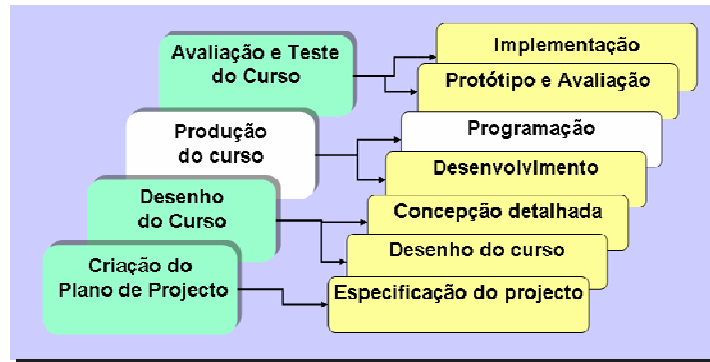 Avaliação e Teste
do Curso
Implementação
Protótipo e Avaliação
Produção
do curso
Programação
Desenvolvimento
Desenho
do Curso
Concepção detalhada
Desenho do curso
Criação do
Plano de Projecto
Especificação do projecto